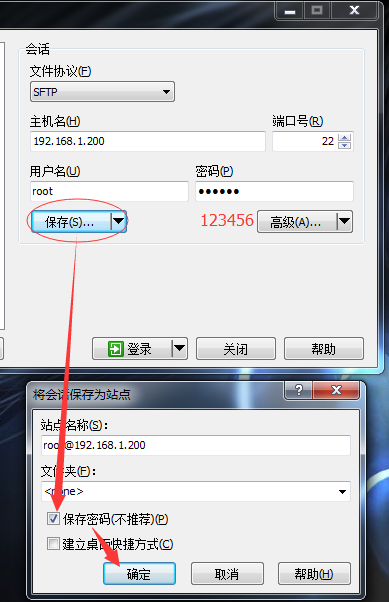 会话
文件协议(F)
SFTP
主机名(H) 端口号(R)
192.168.1.200 22
用户名(U) 密码(P)
root ••••••
保存(S)... 123456 高级(A)...
登录 关闭 帮助
将会话保存为站点
站点名称(S):
root@192.168.1.200
文件夹(F):
<none>
保存密码(不推荐)(P)
建立桌面快捷方式(C)
确定 取消 帮助(H)